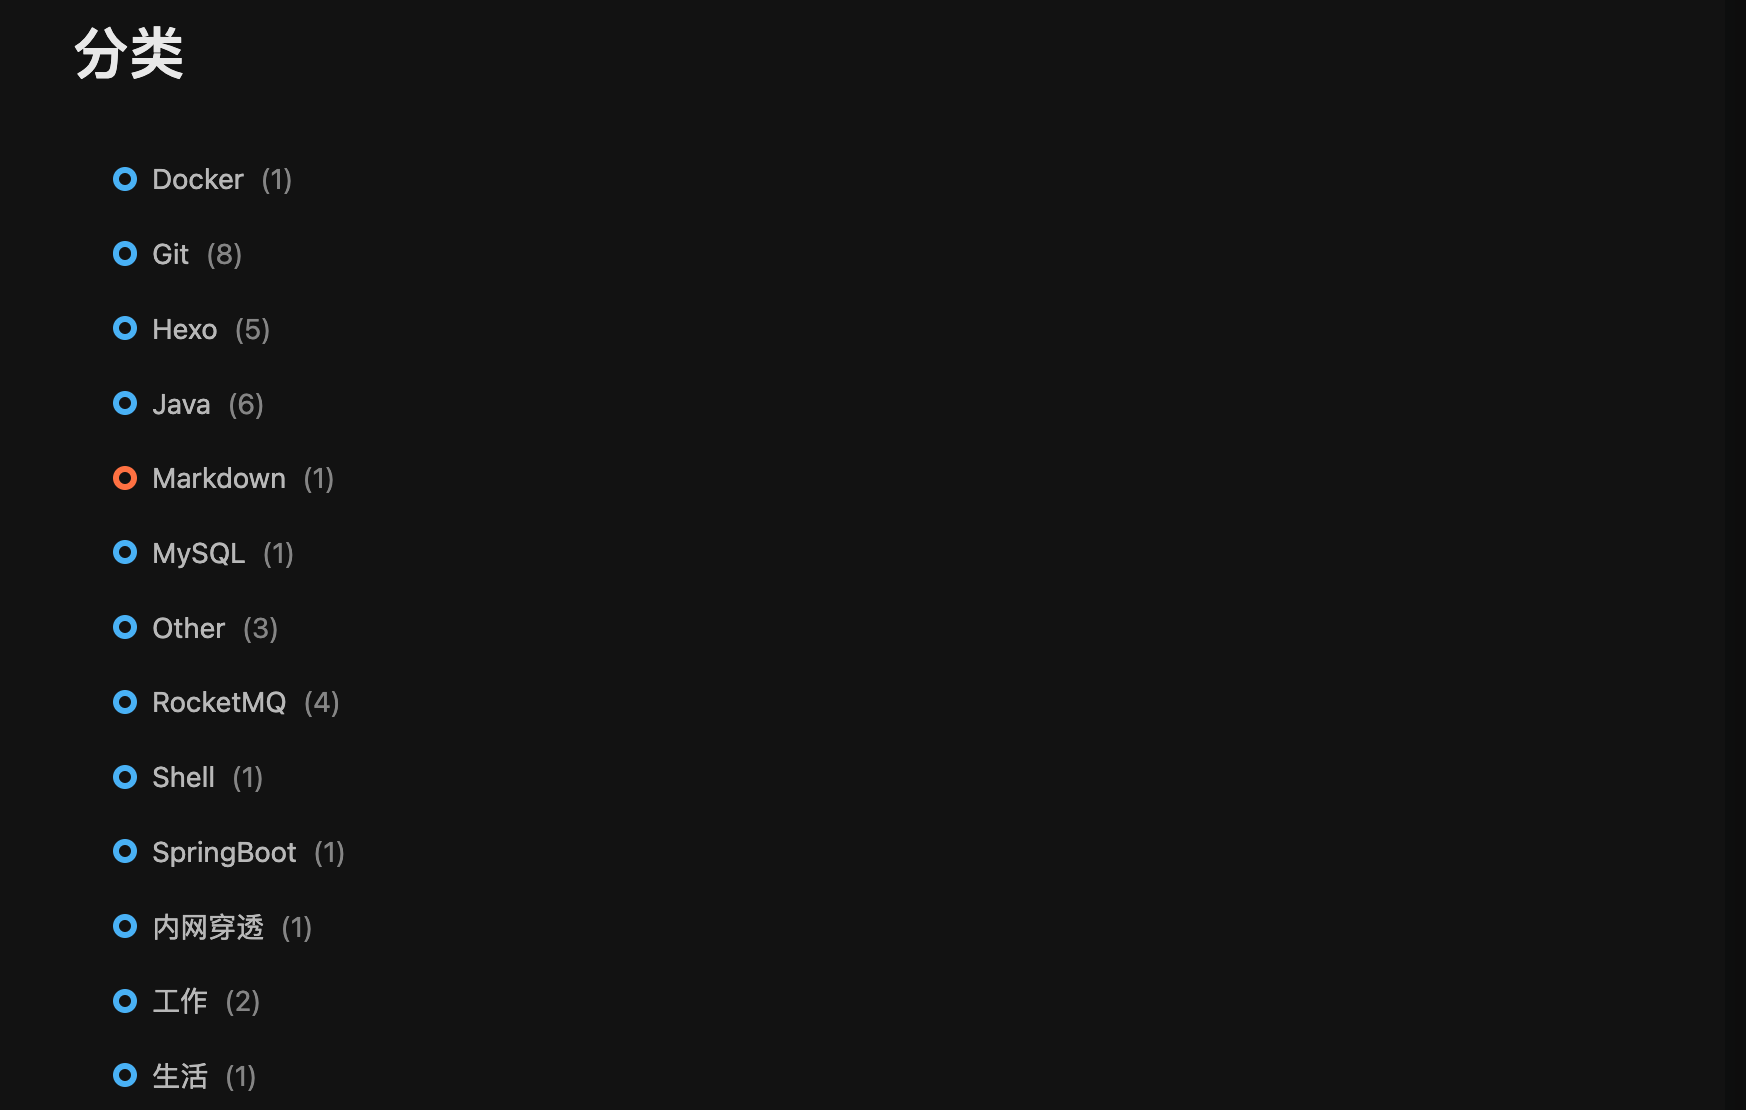 分类
Docker (1)
Git (8)
Hexo (5)
Java (6)
Markdown (1)
MySQL (1)
Other (3)
RocketMQ (4)
Shell (1)
SpringBoot (1)
内网穿透 (1)
工作 (2)
生活 (1)